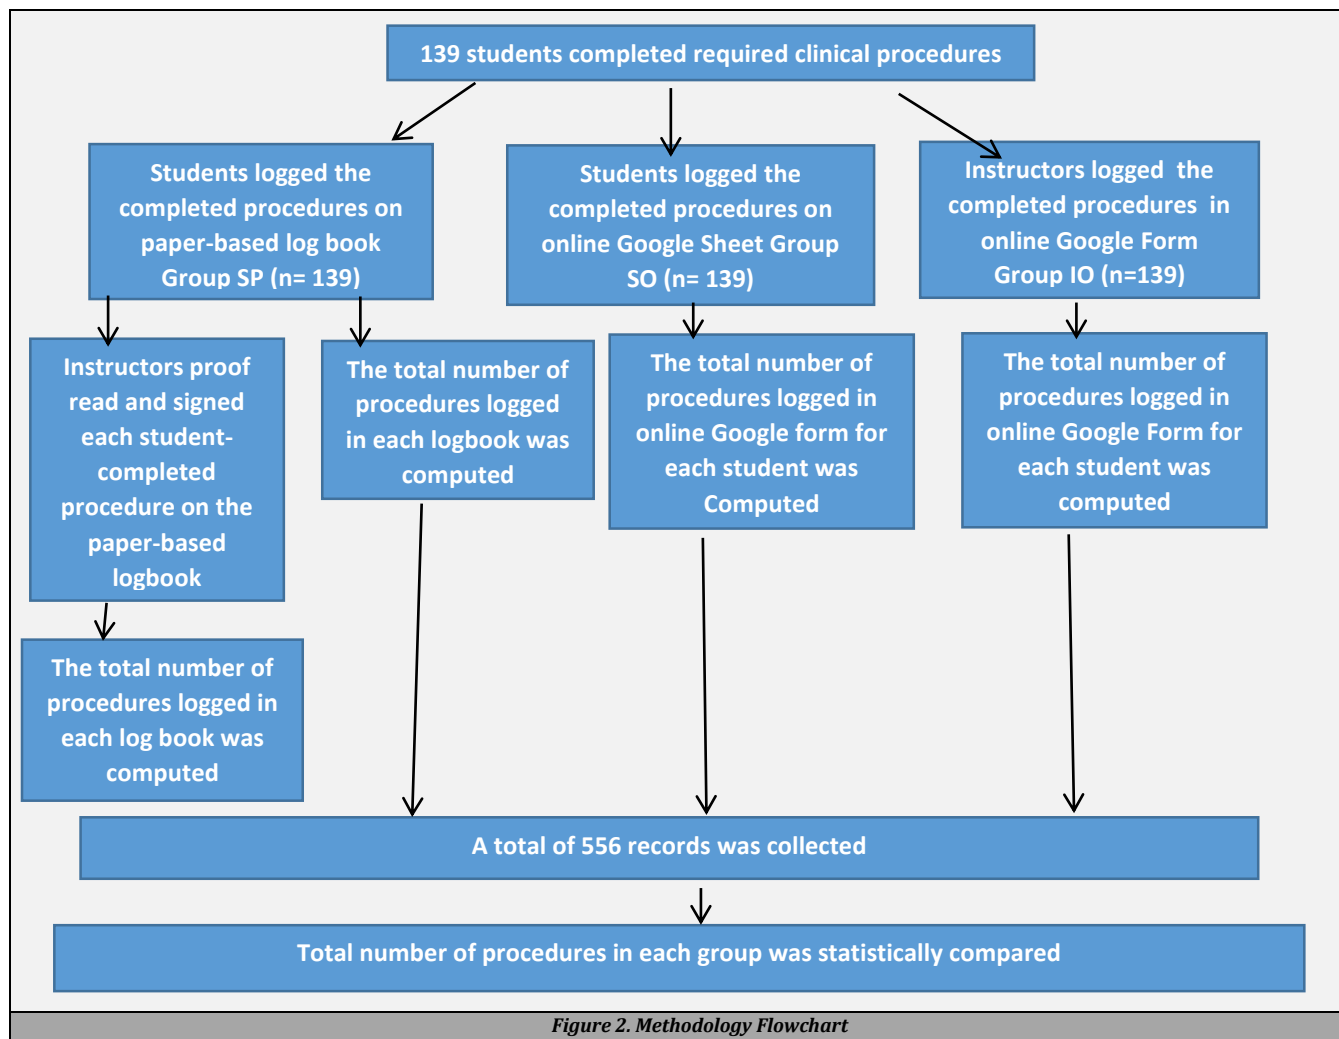 139 students completed required clinical procedures
Students logged the
completed procedures on
paper-based log book
Group SP (n= 139)
Students logged the
completed procedures on
online Google Sheet Group
SO (n= 139)
Instructors logged the
completed procedures in
online Google Form
Group IO (n=139)
Instructors proof
read and signed
each student-
completed
procedure on the
paper-based
logbook
The total number of
procedures logged
in each logbook was
computed
The total number of
procedures logged in
online Google form for
each student was
Computed
The total number of
procedures logged in
online Google Form for
each student was
computed
The total number of
procedures logged in
each log book was
computed
A total of 556 records was collected
Total number of procedures in each group was statistically compared
Figure 2. Methodology Flowchart